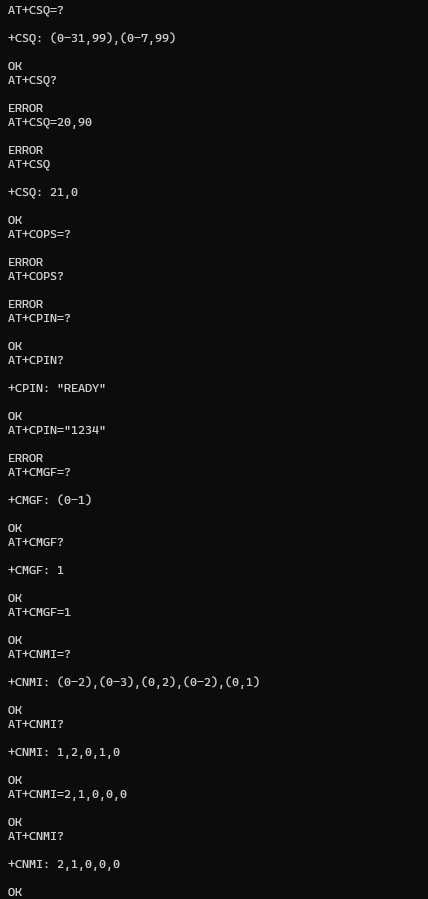 AT+CSQ=?
+CSQ: (0-31,99),(0-7,99)
OK
AT+CSQ?
ERROR
AT+CSQ=20,90
ERROR
AT+CSQ
+CSQ: 21,0
OK
AT+COPS=?
ERROR
AT+COPS?
ERROR
AT+CPIN=?
OK
AT+CPIN?
+CPIN: "READY"
OK
AT+CPIN="1234"
ERROR
AT+CMGF=?
+CMGF: (0-1)
OK
AT+CMGF?
+CMGF: 1
OK
AT+CMGF=1
OK
AT+CNMI=?
+CNMI: (0-2),(0-3),(0,2),(0-2),(0,1)
OK
AT+CNMI?
+CNMI: 1,2,0,1,0
OK
AT+CNMI=2,1,0,0,0
OK
AT+CNMI?
+CNMI: 2,1,0,0,0
OK